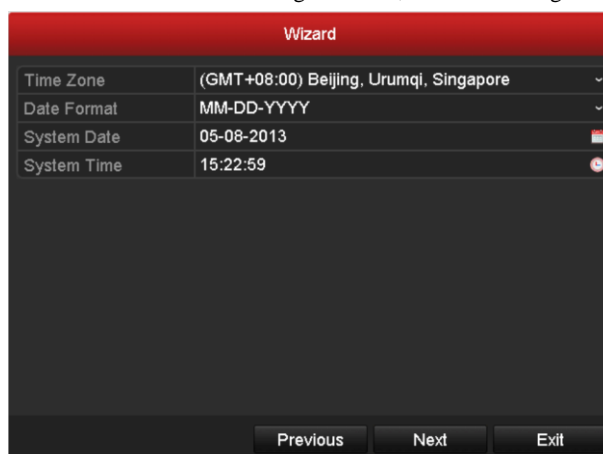 Wizard
Time Zone (GMT+08:00) Beijing, Urumqi, Singapore
Date Format MM-DD-YYYY
System Date 05-08-2013
System Time 15:22:59
Previous Next Exit